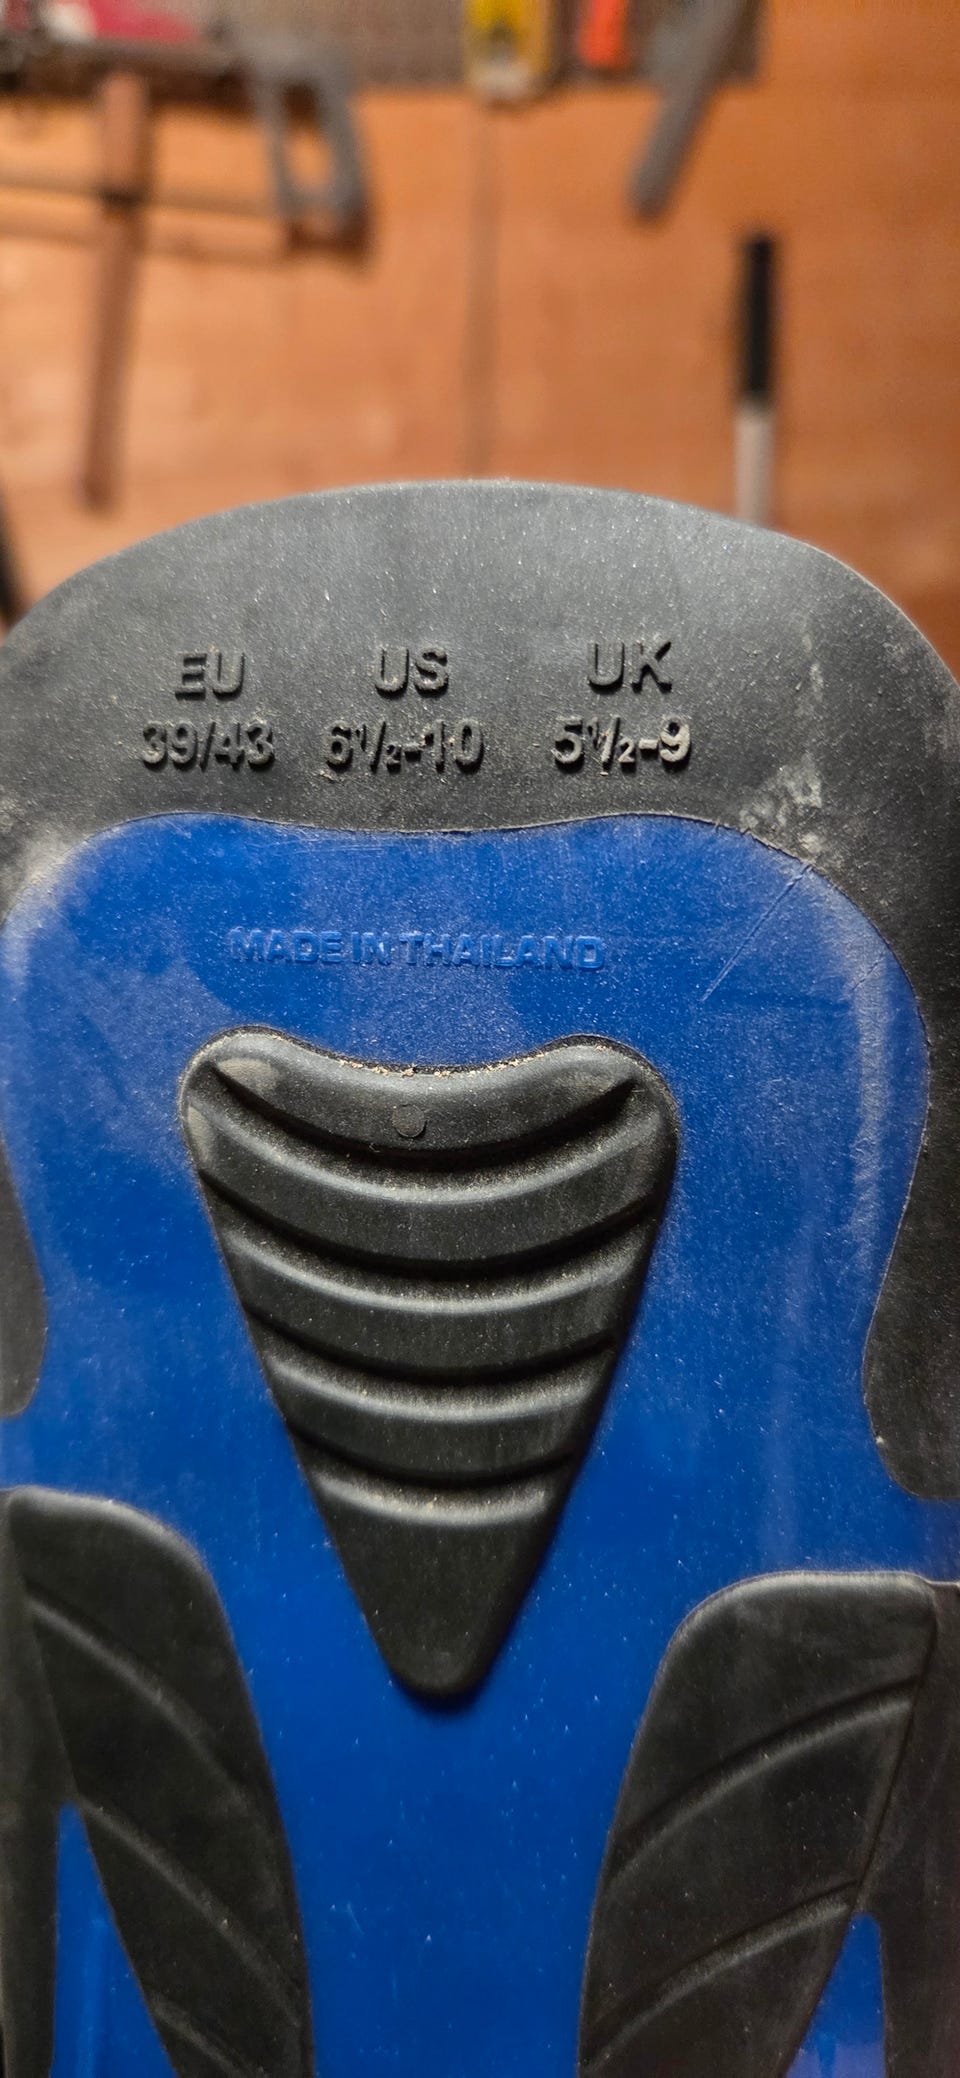 EU US UK
39/43 6½-10 5½-9
MADE IN THAILAND